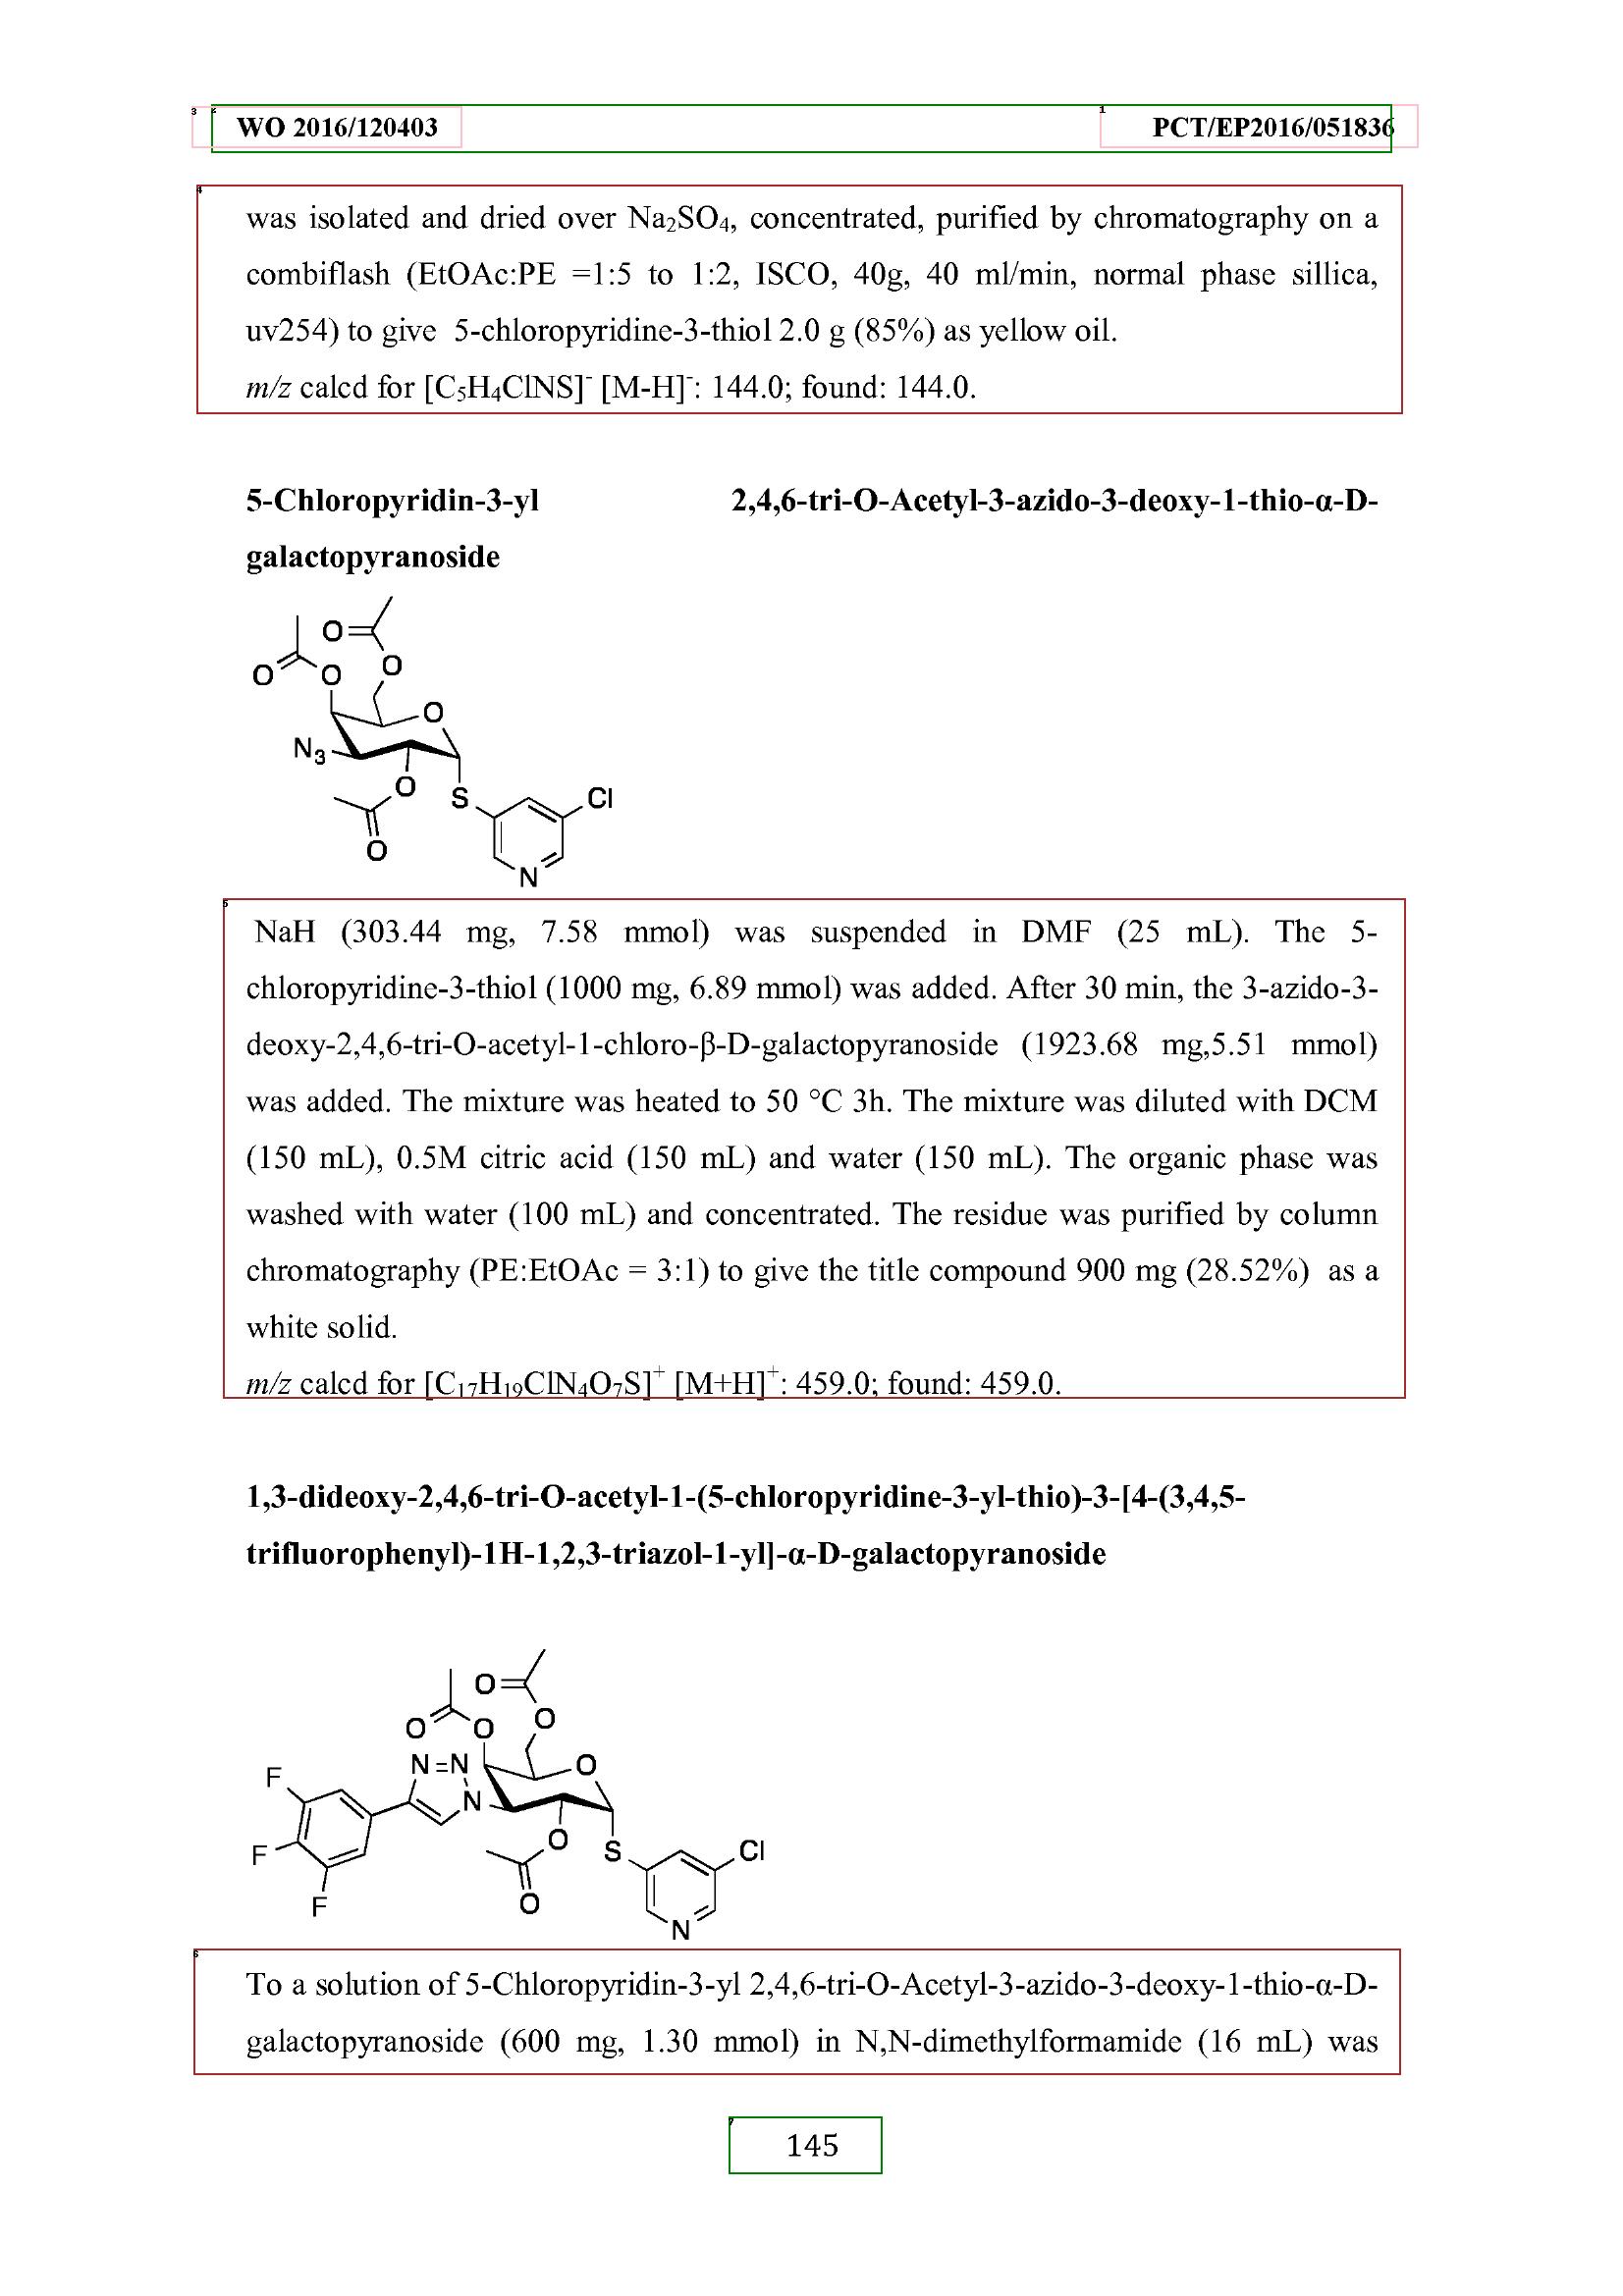 WO 2016/120403 PCT/EP2016/051836
was isolated and dried over Na₂SO₄, concentrated, purified by chromatography on a
combiflash (EtOAc:PE =1:5 to 1:2, ISCO, 40g, 40 ml/min, normal phase sillica,
uv254) to give 5-chloropyridine-3-thiol 2.0 g (85%) as yellow oil.
m/z calcd for [C₅H₄ClNS]⁻ [M-H]⁻: 144.0; found: 144.0.
5-Chloropyridin-3-yl 2,4,6-tri-O-Acetyl-3-azido-3-deoxy-1-thio-α-D-
galactopyranoside
O
O
O
O
O
N₃
O
S
Cl
O
N
NaH (303.44 mg, 7.58 mmol) was suspended in DMF (25 mL). The 5-
chloropyridine-3-thiol (1000 mg, 6.89 mmol) was added. After 30 min, the 3-azido-3-
deoxy-2,4,6-tri-O-acetyl-1-chloro-β-D-galactopyranoside (1923.68 mg,5.51 mmol)
was added. The mixture was heated to 50 °C 3h. The mixture was diluted with DCM
(150 mL), 0.5M citric acid (150 mL) and water (150 mL). The organic phase was
washed with water (100 mL) and concentrated. The residue was purified by column
chromatography (PE:EtOAc = 3:1) to give the title compound 900 mg (28.52%) as a
white solid.
m/z calcd for [C₁₇H₁₉ClN₄O₇S]⁺ [M+H]⁺: 459.0; found: 459.0.
1,3-dideoxy-2,4,6-tri-O-acetyl-1-(5-chloropyridine-3-yl-thio)-3-[4-(3,4,5-
trifluorophenyl)-1H-1,2,3-triazol-1-yl]-α-D-galactopyranoside
O
O
O
O
N=N
O
F
N
O
S
Cl
F
O
F
N
To a solution of 5-Chloropyridin-3-yl 2,4,6-tri-O-Acetyl-3-azido-3-deoxy-1-thio-α-D-
galactopyranoside (600 mg, 1.30 mmol) in N,N-dimethylformamide (16 mL) was
145